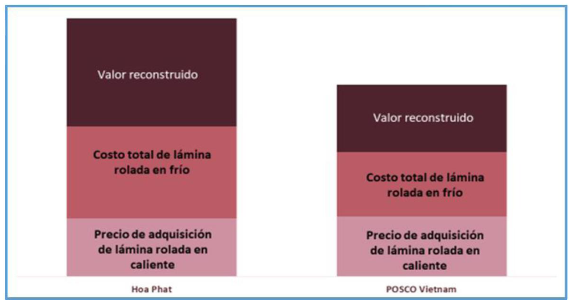 Valor reconstruido
Costo total de lámina
rolada en frío
Precio de adquisición
de lámina rolada en
caliente
Hoa Phat
Valor reconstruido
Costo total de lámina
rolada en frío
Precio de adquisición
de lámina rolada en
caliente
POSCO Vietnam